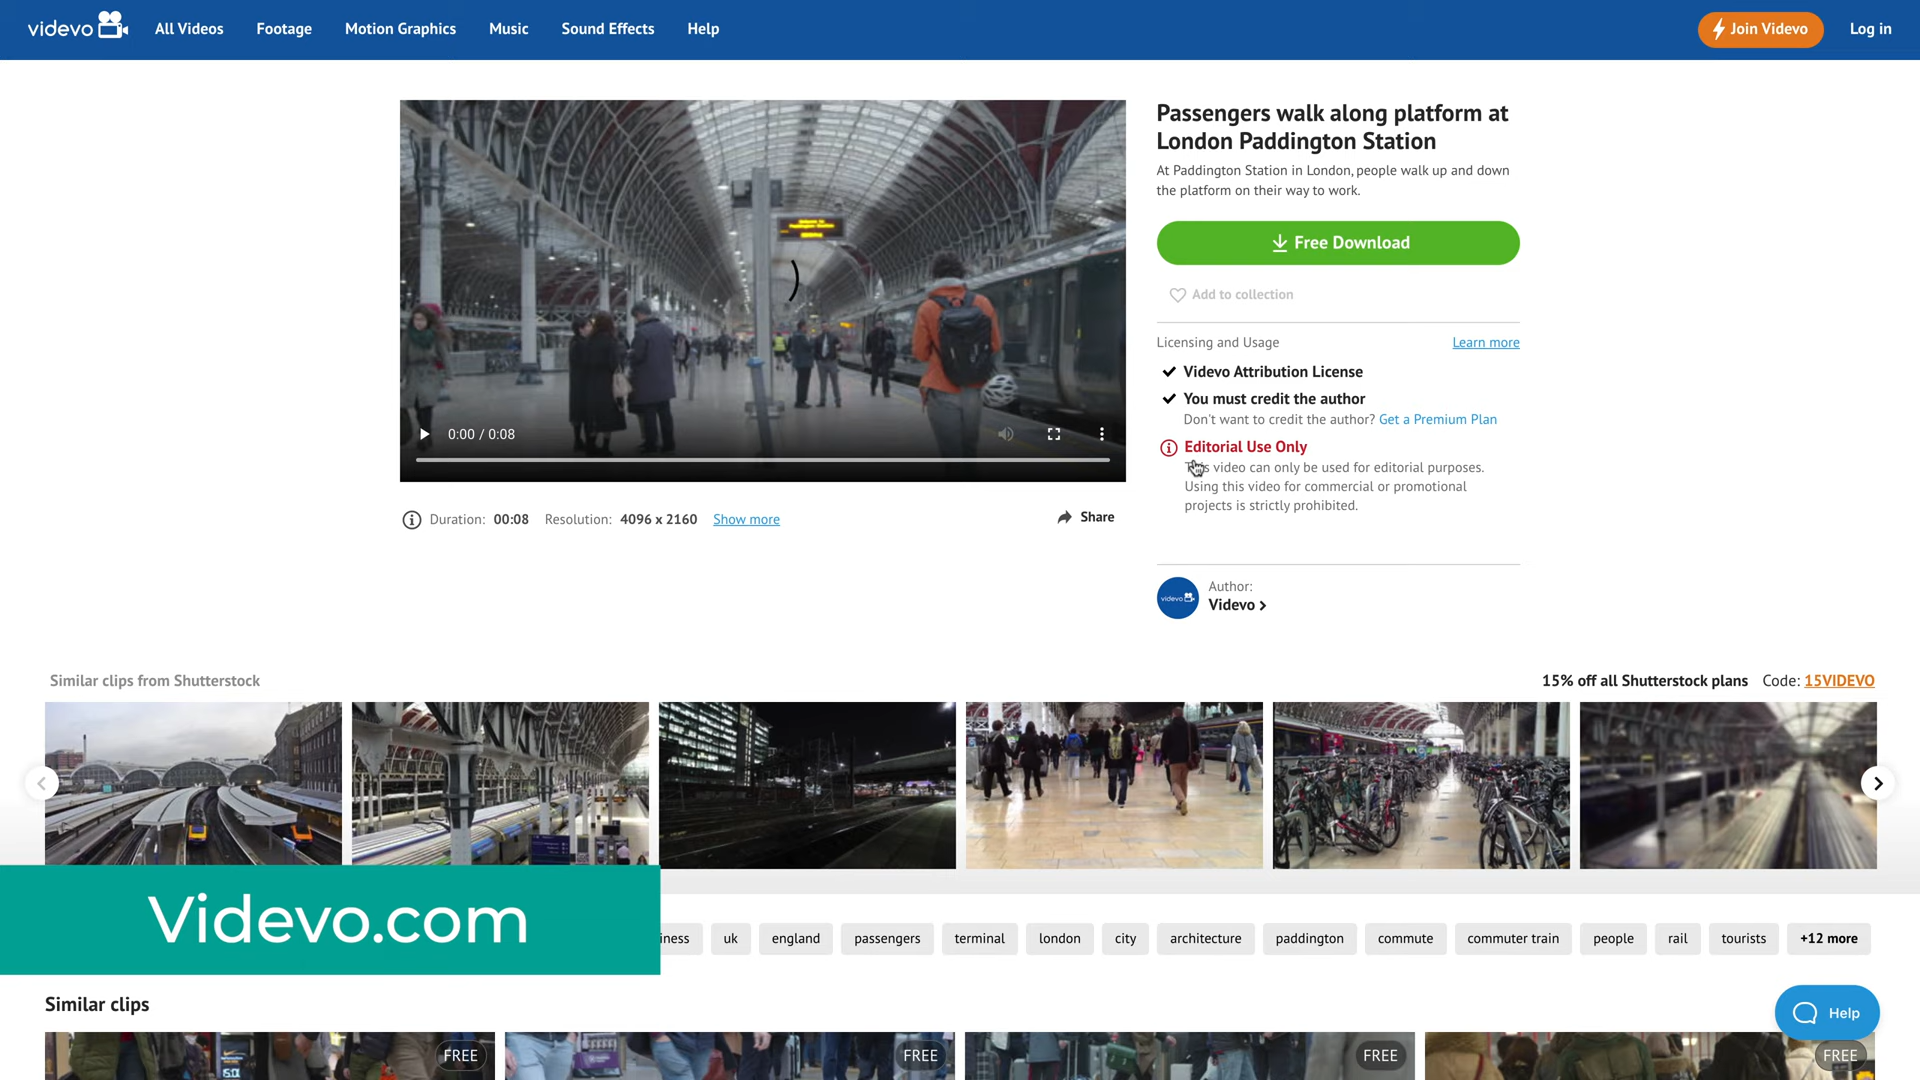 videvo
All Videos
Footage
Motion Graphics
Music
Sound Effects
Help
Join Videvo
Log in
Passengers walk along platform at
London Paddington Station
At Paddington Station in London, people walk up and down
the platform on their way to work.
Free Download
Add to collection
Licensing and Usage
Learn more
Videvo Attribution License
You must credit the author
Don't want to credit the author? Get a Premium Plan
Editorial Use Only
This video can only be used for editorial purposes.
Using this video for commercial or promotional
projects is strictly prohibited.
0:00 / 0:08
Duration: 00:08
Resolution: 4096 x 2160
Show more
Share
videvo
Author:
Videvo
Similar clips from Shutterstock
15% off all Shutterstock plans
Code: 15VIDEVO
Videvo.com
iness
uk
england
passengers
terminal
london
city
architecture
paddington
commute
commuter train
people
rail
tourists
+12 more
Similar clips
FREE
FREE
FREE
FREE
Help